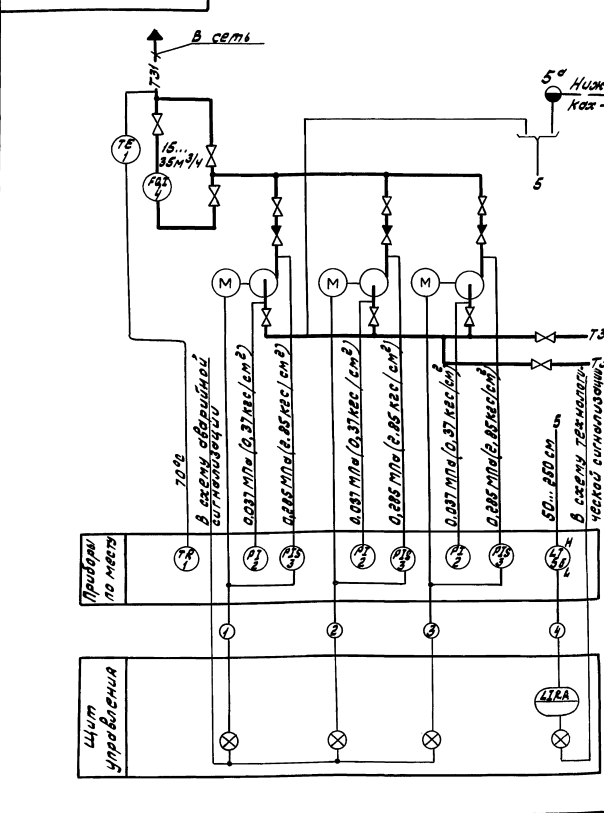 В сеть
Т31
5а
Ниж
как-
TE
1
15...
35м³/ч
FQI
4
5
М
М
М
Т3
Т
70°С
В схему аварийной
сигнализации
0,037 МПа (0,37 кгс/см²)
0,285 МПа (2,85 кгс/см²)
0,037 МПа (0,37 кгс/см²)
0,285 МПа (2,85 кгс/см²)
0,037 МПа (0,37 кгс/см²)
0,285 МПа (2,85 кгс/см²)
50...250 см
5
В схему технологи-
ческой сигнализации
Приборы
по месту
TR
1
PI
2
PIS
3
PI
2
PIS
3
PI
2
PIS
3
LT
5б
H
L
1
2
3
4
Щит
управления
LIRA